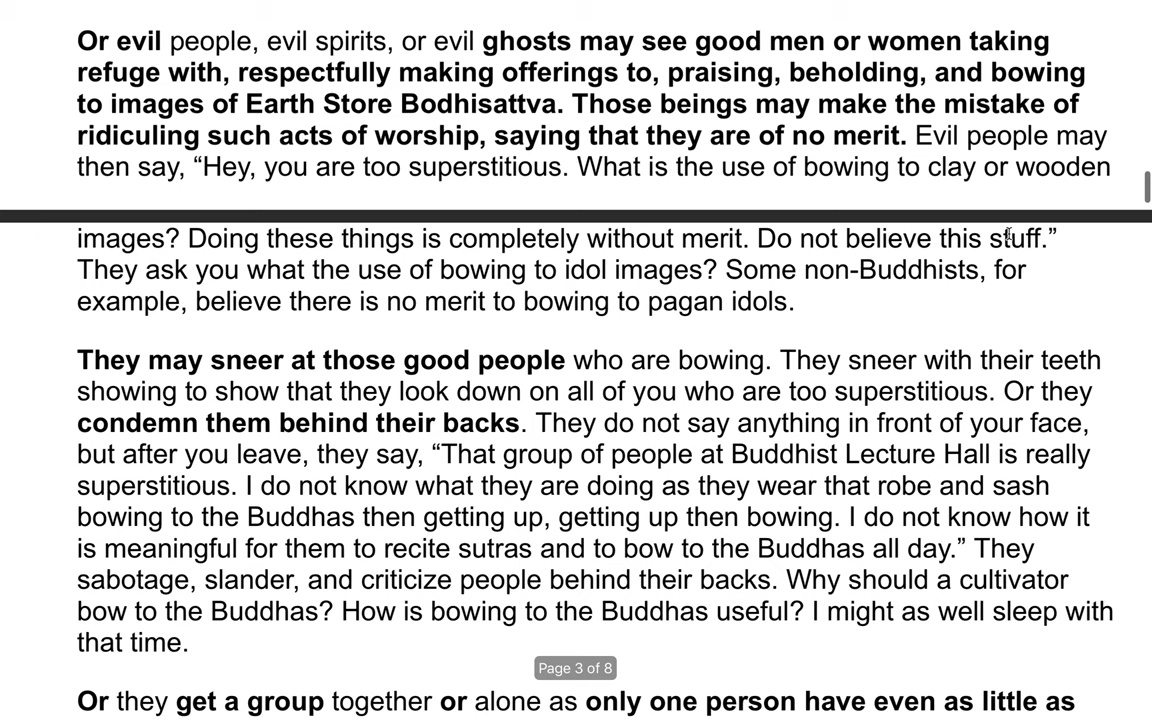 Or evil people, evil spirits, or evil ghosts may see good men or women taking
refuge with, respectfully making offerings to, praising, beholding, and bowing
to images of Earth Store Bodhisattva. Those beings may make the mistake of
ridiculing such acts of worship, saying that they are of no merit. Evil people may
then say, “Hey, you are too superstitious. What is the use of bowing to clay or wooden
images? Doing these things is completely without merit. Do not believe this stuff.”
They ask you what the use of bowing to idol images? Some non-Buddhists, for
example, believe there is no merit to bowing to pagan idols.
They may sneer at those good people who are bowing. They sneer with their teeth
showing to show that they look down on all of you who are too superstitious. Or they
condemn them behind their backs. They do not say anything in front of your face,
but after you leave, they say, “That group of people at Buddhist Lecture Hall is really
superstitious. I do not know what they are doing as they wear that robe and sash
bowing to the Buddhas then getting up, getting up then bowing. I do not know how it
is meaningful for them to recite sutras and to bow to the Buddhas all day.” They
sabotage, slander, and criticize people behind their backs. Why should a cultivator
bow to the Buddhas? How is bowing to the Buddhas useful? I might as well sleep with
that time.
Page 3 of 8
Or they get a group together or alone as only one person have even as little as